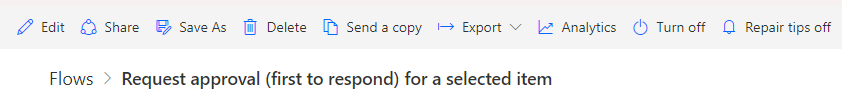 Edit Share Save As Delete Send a copy Export Analytics Turn off Repair tips off
Flows > Request approval (first to respond) for a selected item